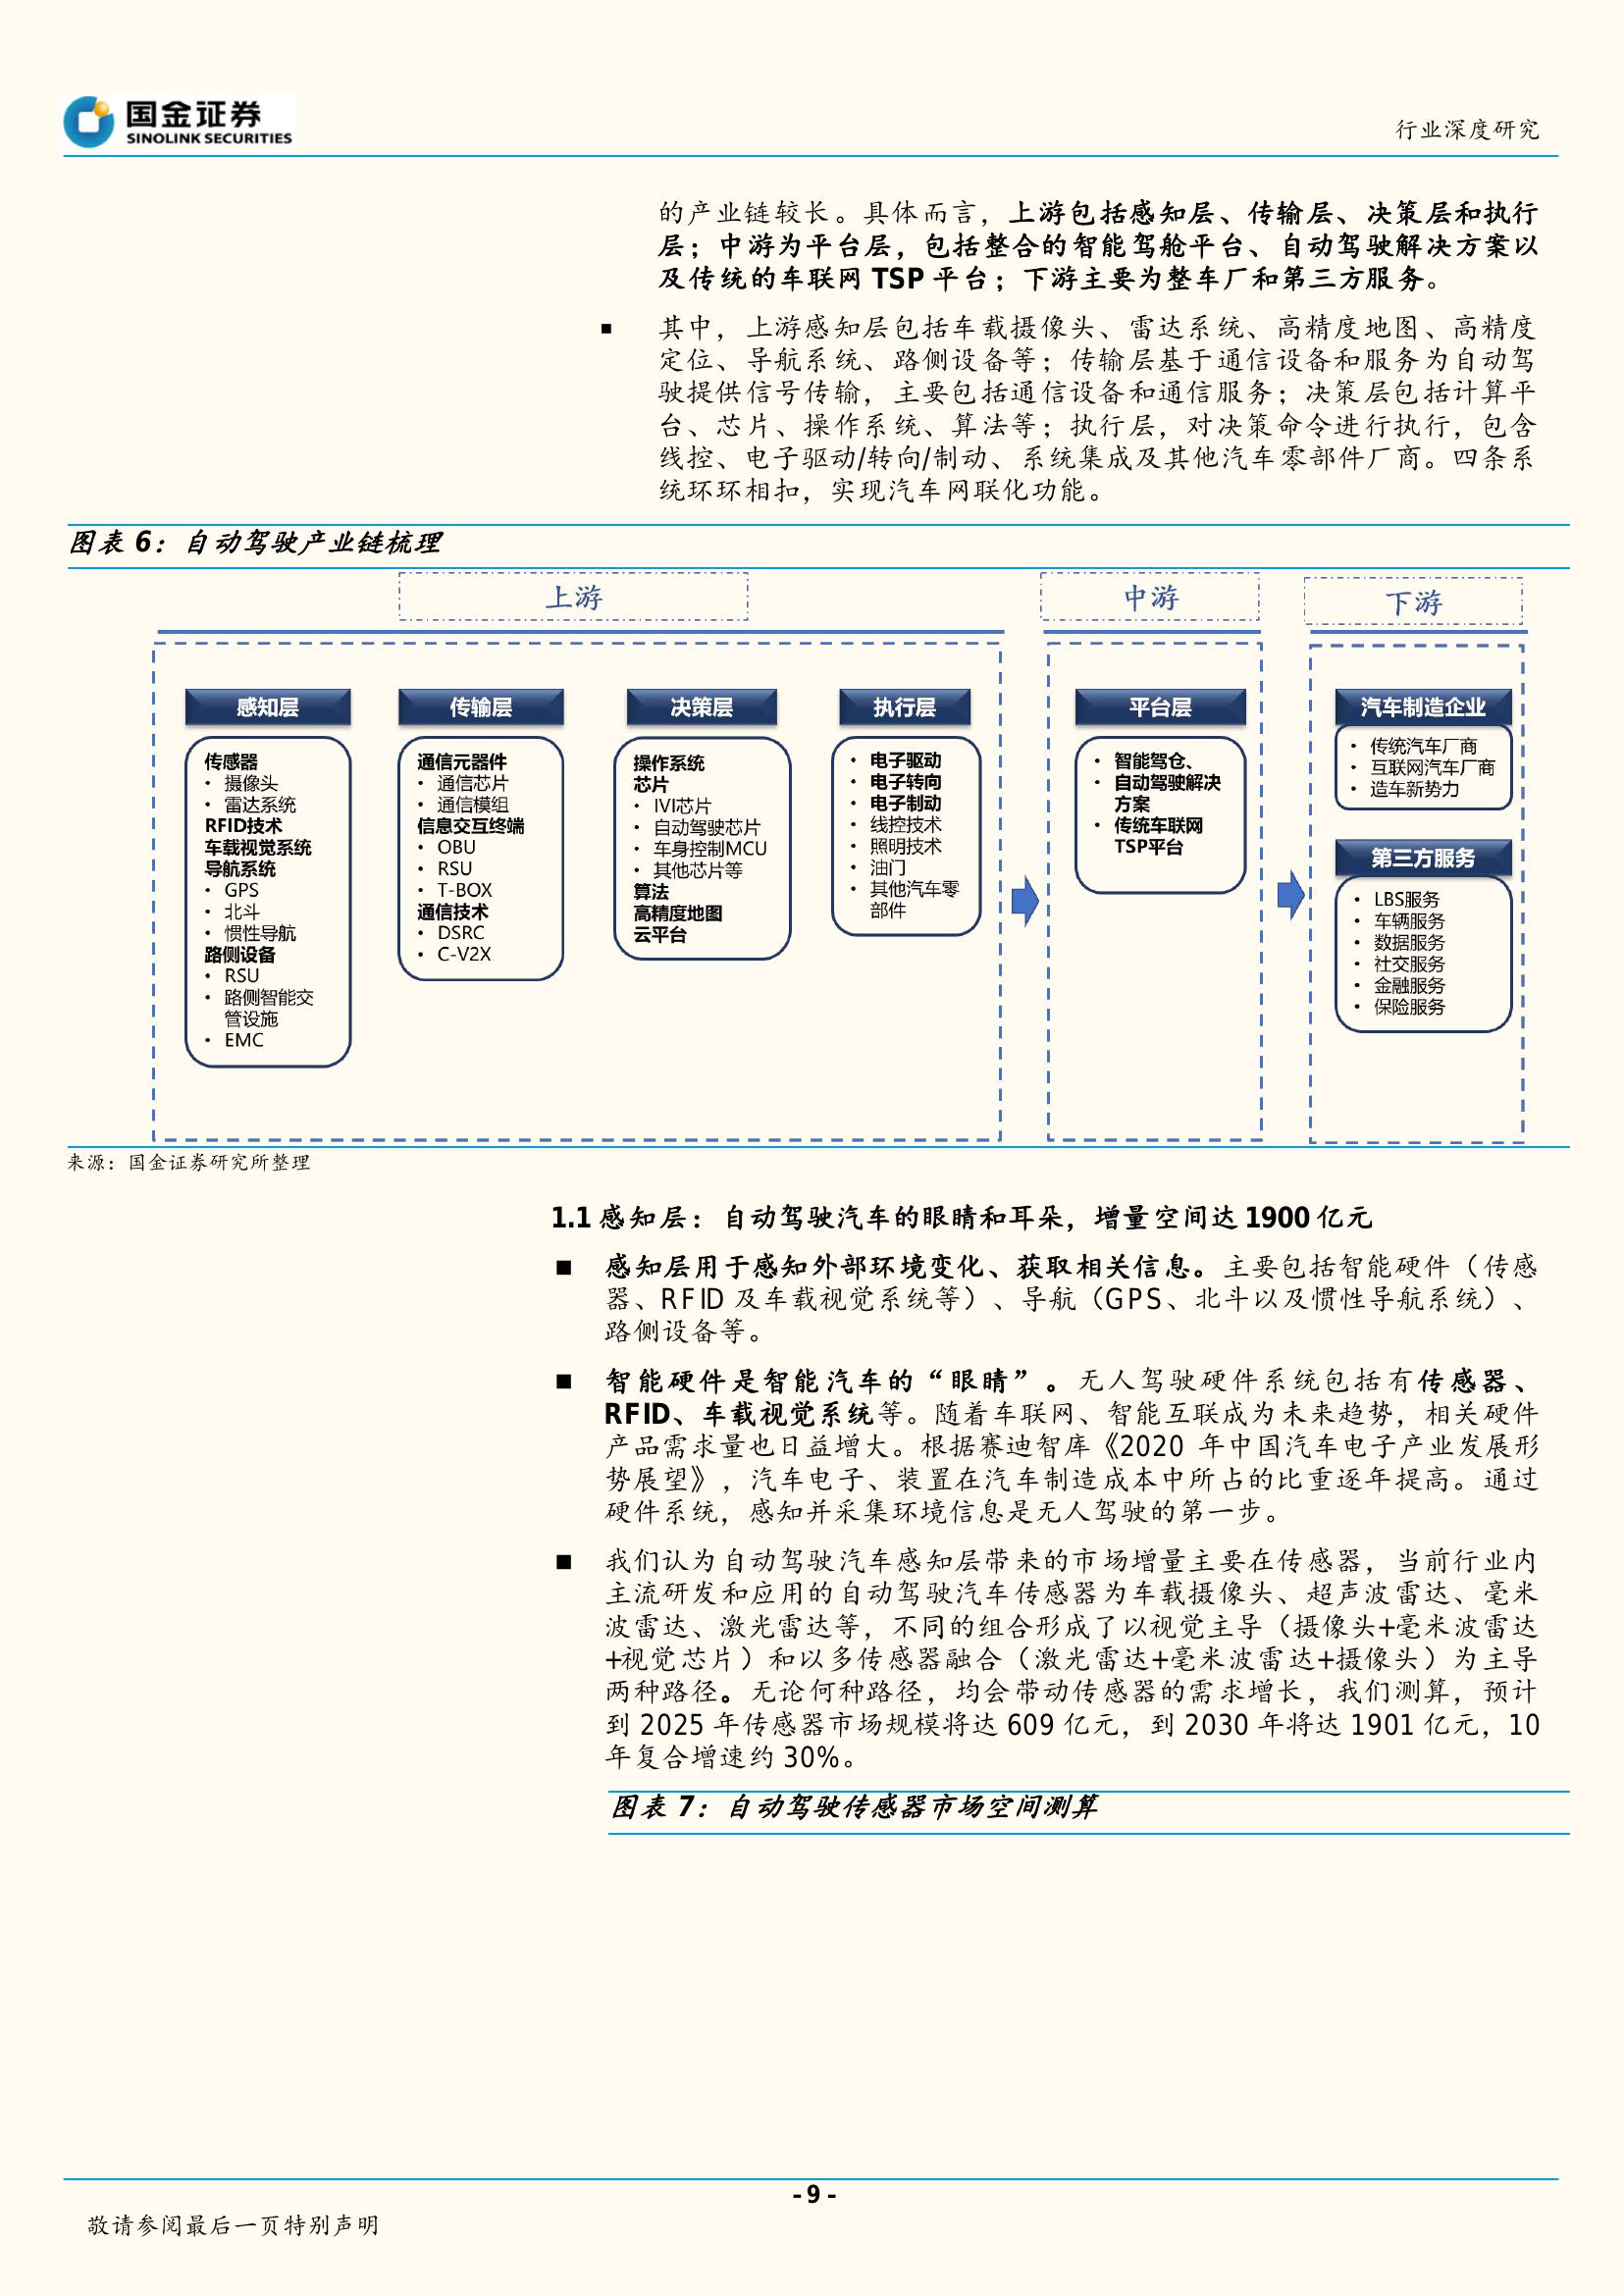 国金证券
SINOLINK SECURITIES
行业深度研究
的产业链较长。具体而言，上游包括感知层、传输层、决策层和执行
层；中游为平台层，包括整合的智能驾舱平台、自动驾驶解决方案以
及传统的车联网 TSP 平台；下游主要为整车厂和第三方服务。
■ 其中，上游感知层包括车载摄像头、雷达系统、高精度地图、高精度
定位、导航系统、路侧设备等；传输层基于通信设备和服务为自动驾
驶提供信号传输，主要包括通信设备和通信服务；决策层包括计算平
台、芯片、操作系统、算法等；执行层，对决策命令进行执行，包含
线控、电子驱动/转向/制动、系统集成及其他汽车零部件厂商。四条系
统环环相扣，实现汽车网联化功能。
图表 6：自动驾驶产业链梳理
上游
感知层
传感器
• 摄像头
• 雷达系统
RFID技术
车载视觉系统
导航系统
• GPS
• 北斗
• 惯性导航
路侧设备
• RSU
• 路侧智能交
管设施
• EMC
传输层
通信元器件
• 通信芯片
• 通信模组
信息交互终端
• OBU
• RSU
• T-BOX
通信技术
• DSRC
• C-V2X
决策层
操作系统
芯片
• IVI芯片
• 自动驾驶芯片
• 车身控制MCU
• 其他芯片等
算法
高精度地图
云平台
执行层
• 电子驱动
• 电子转向
• 电子制动
• 线控技术
• 照明技术
• 油门
• 其他汽车零
部件
中游
平台层
• 智能驾仓、
• 自动驾驶解决
方案
• 传统车联网
TSP平台
下游
汽车制造企业
• 传统汽车厂商
• 互联网汽车厂商
• 造车新势力
第三方服务
• LBS服务
• 车辆服务
• 数据服务
• 社交服务
• 金融服务
• 保险服务
来源：国金证券研究所整理
1.1 感知层：自动驾驶汽车的眼睛和耳朵，增量空间达 1900 亿元
■ 感知层用于感知外部环境变化、获取相关信息。主要包括智能硬件（传感
器、RFID 及车载视觉系统等）、导航（GPS、北斗以及惯性导航系统）、
路侧设备等。
■ 智能硬件是智能汽车的“眼睛”。无人驾驶硬件系统包括有传感器、
RFID、车载视觉系统等。随着车联网、智能互联成为未来趋势，相关硬件
产品需求量也日益增大。根据赛迪智库《2020 年中国汽车电子产业发展形
势展望》，汽车电子、装置在汽车制造成本中所占的比重逐年提高。通过
硬件系统，感知并采集环境信息是无人驾驶的第一步。
■ 我们认为自动驾驶汽车感知层带来的市场增量主要在传感器，当前行业内
主流研发和应用的自动驾驶汽车传感器为车载摄像头、超声波雷达、毫米
波雷达、激光雷达等，不同的组合形成了以视觉主导（摄像头+毫米波雷达
+视觉芯片）和以多传感器融合（激光雷达+毫米波雷达+摄像头）为主导
两种路径。无论何种路径，均会带动传感器的需求增长，我们测算，预计
到 2025 年传感器市场规模将达 609 亿元，到 2030 年将达 1901 亿元，10
年复合增速约 30%。
图表 7：自动驾驶传感器市场空间测算
- 9 -
敬请参阅最后一页特别声明